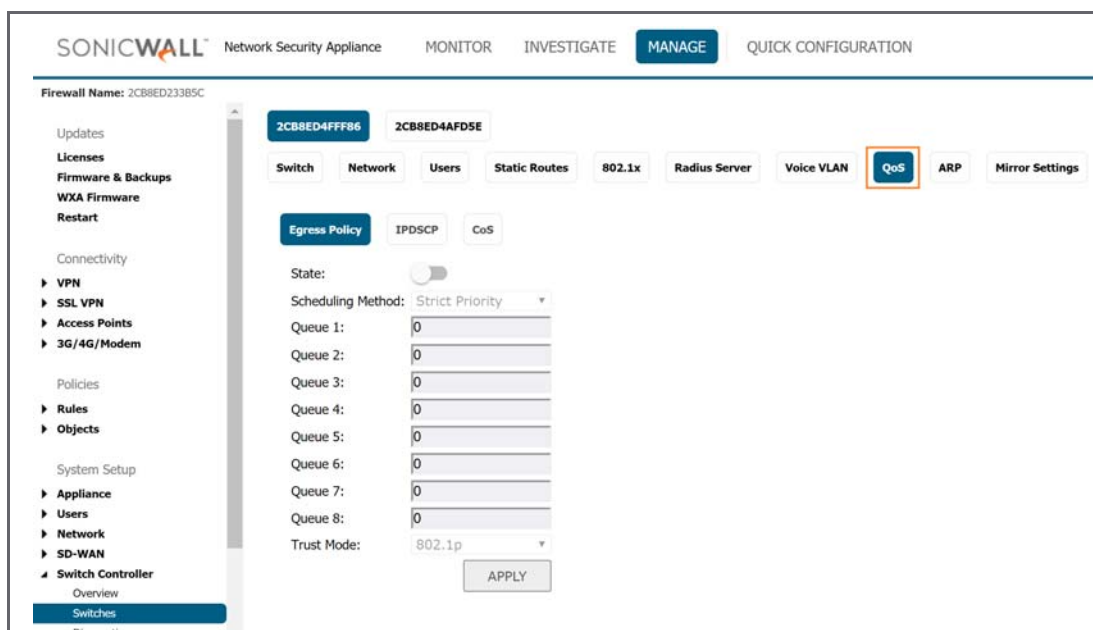 SONICWALL Network Security Appliance MONITOR INVESTIGATE MANAGE QUICK CONFIGURATION
Firewall Name: 2CB8ED233B5C
Updates
Licenses
Firmware & Backups
WXA Firmware
Restart
Connectivity
VPN
SSL VPN
Access Points
3G/4G/Modem
Policies
Rules
Objects
System Setup
Appliance
Users
Network
SD-WAN
Switch Controller
Overview
Switches
2CB8ED4FFF86 2CB8ED4AFD5E
Switch Network Users Static Routes 802.1x Radius Server Voice VLAN QoS ARP Mirror Settings
Egress Policy IPDSCP CoS
State:
Scheduling Method: Strict Priority
Queue 1: 0
Queue 2: 0
Queue 3: 0
Queue 4: 0
Queue 5: 0
Queue 6: 0
Queue 7: 0
Queue 8: 0
Trust Mode: 802.1p
APPLY